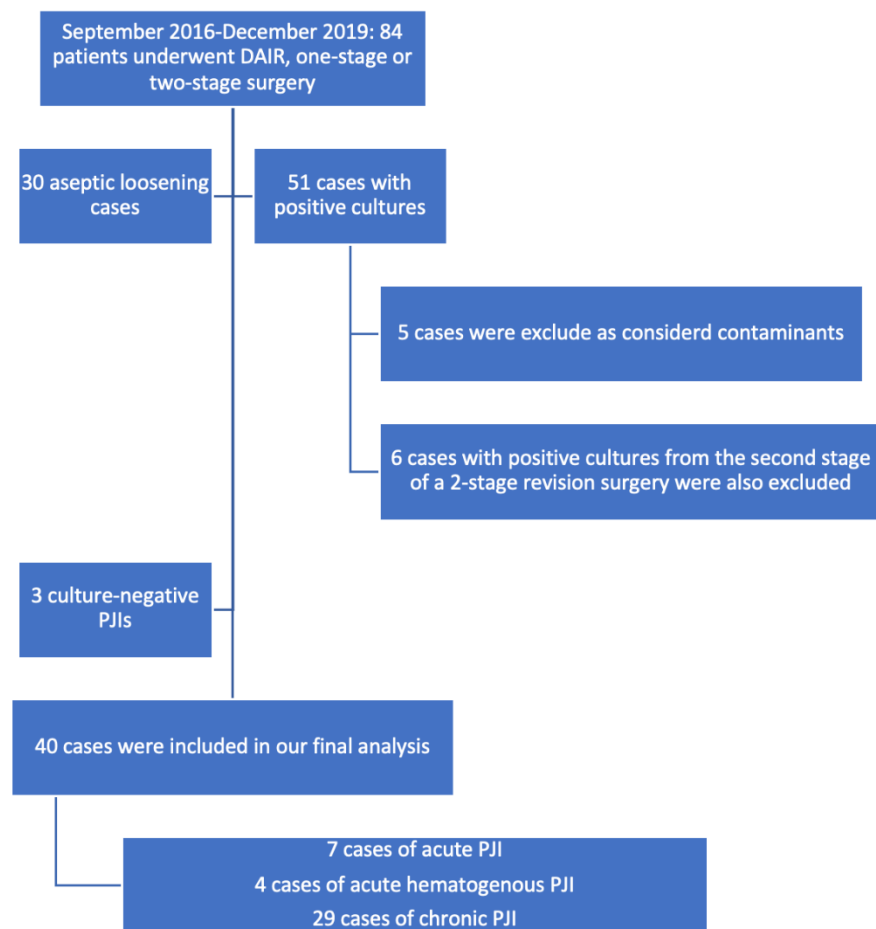 September 2016-December 2019: 84
patients underwent DAIR, one-stage or
two-stage surgery
30 aseptic loosening
cases
51 cases with
positive cultures
5 cases were exclude as considerd contaminants
6 cases with positive cultures from the second stage
of a 2-stage revision surgery were also excluded
3 culture-negative
PJIs
40 cases were included in our final analysis
7 cases of acute PJI
4 cases of acute hematogenous PJI
29 cases of chronic PJI